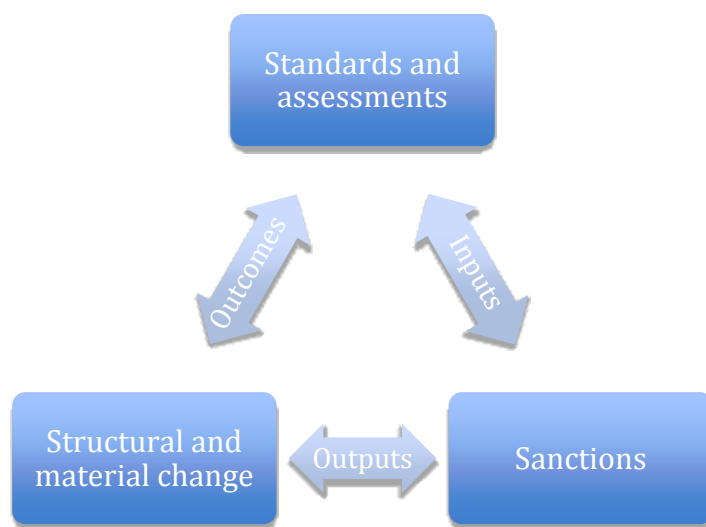 Standards and
assessments
Outcomes
Inputs
Structural and
material change
Outputs
Sanctions